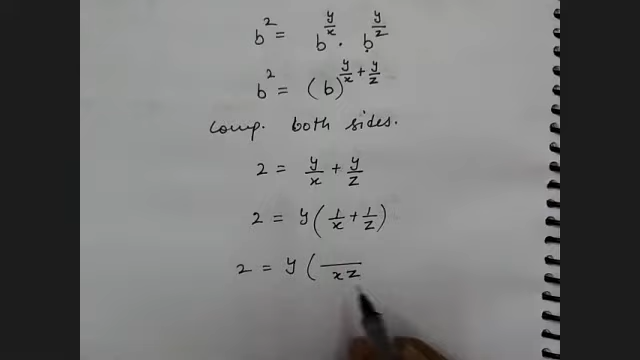 b² = b^(y/x) · b^(y/z)
b² = (b)^(y/x + y/z)
Comp. both sides.
2 = y/x + y/z
2 = y(1/x + 1/z)
2 = y( /xz